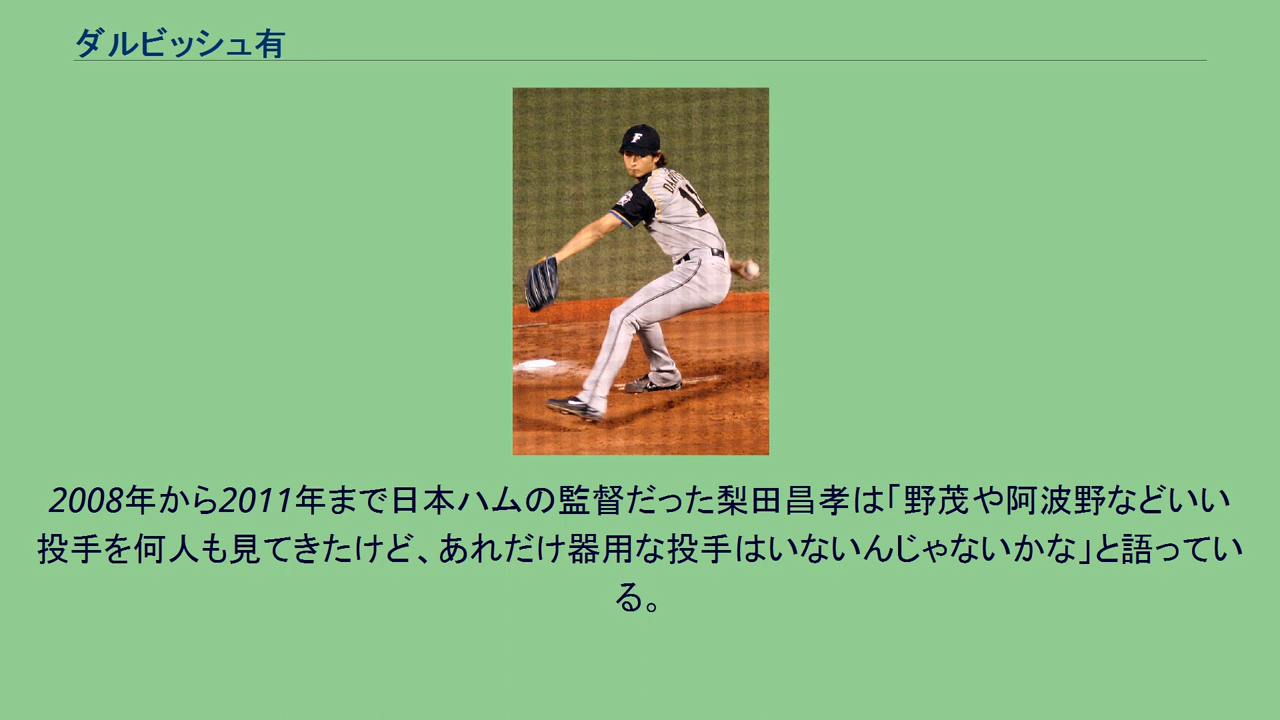 ダルビッシュ有
F
2008年から2011年まで日本ハムの監督だった梨田昌孝は「野茂や阿波野などいい
投手を何人も見てきたけど、あれだけ器用な投手はいないんじゃないかな」と語ってい
る。